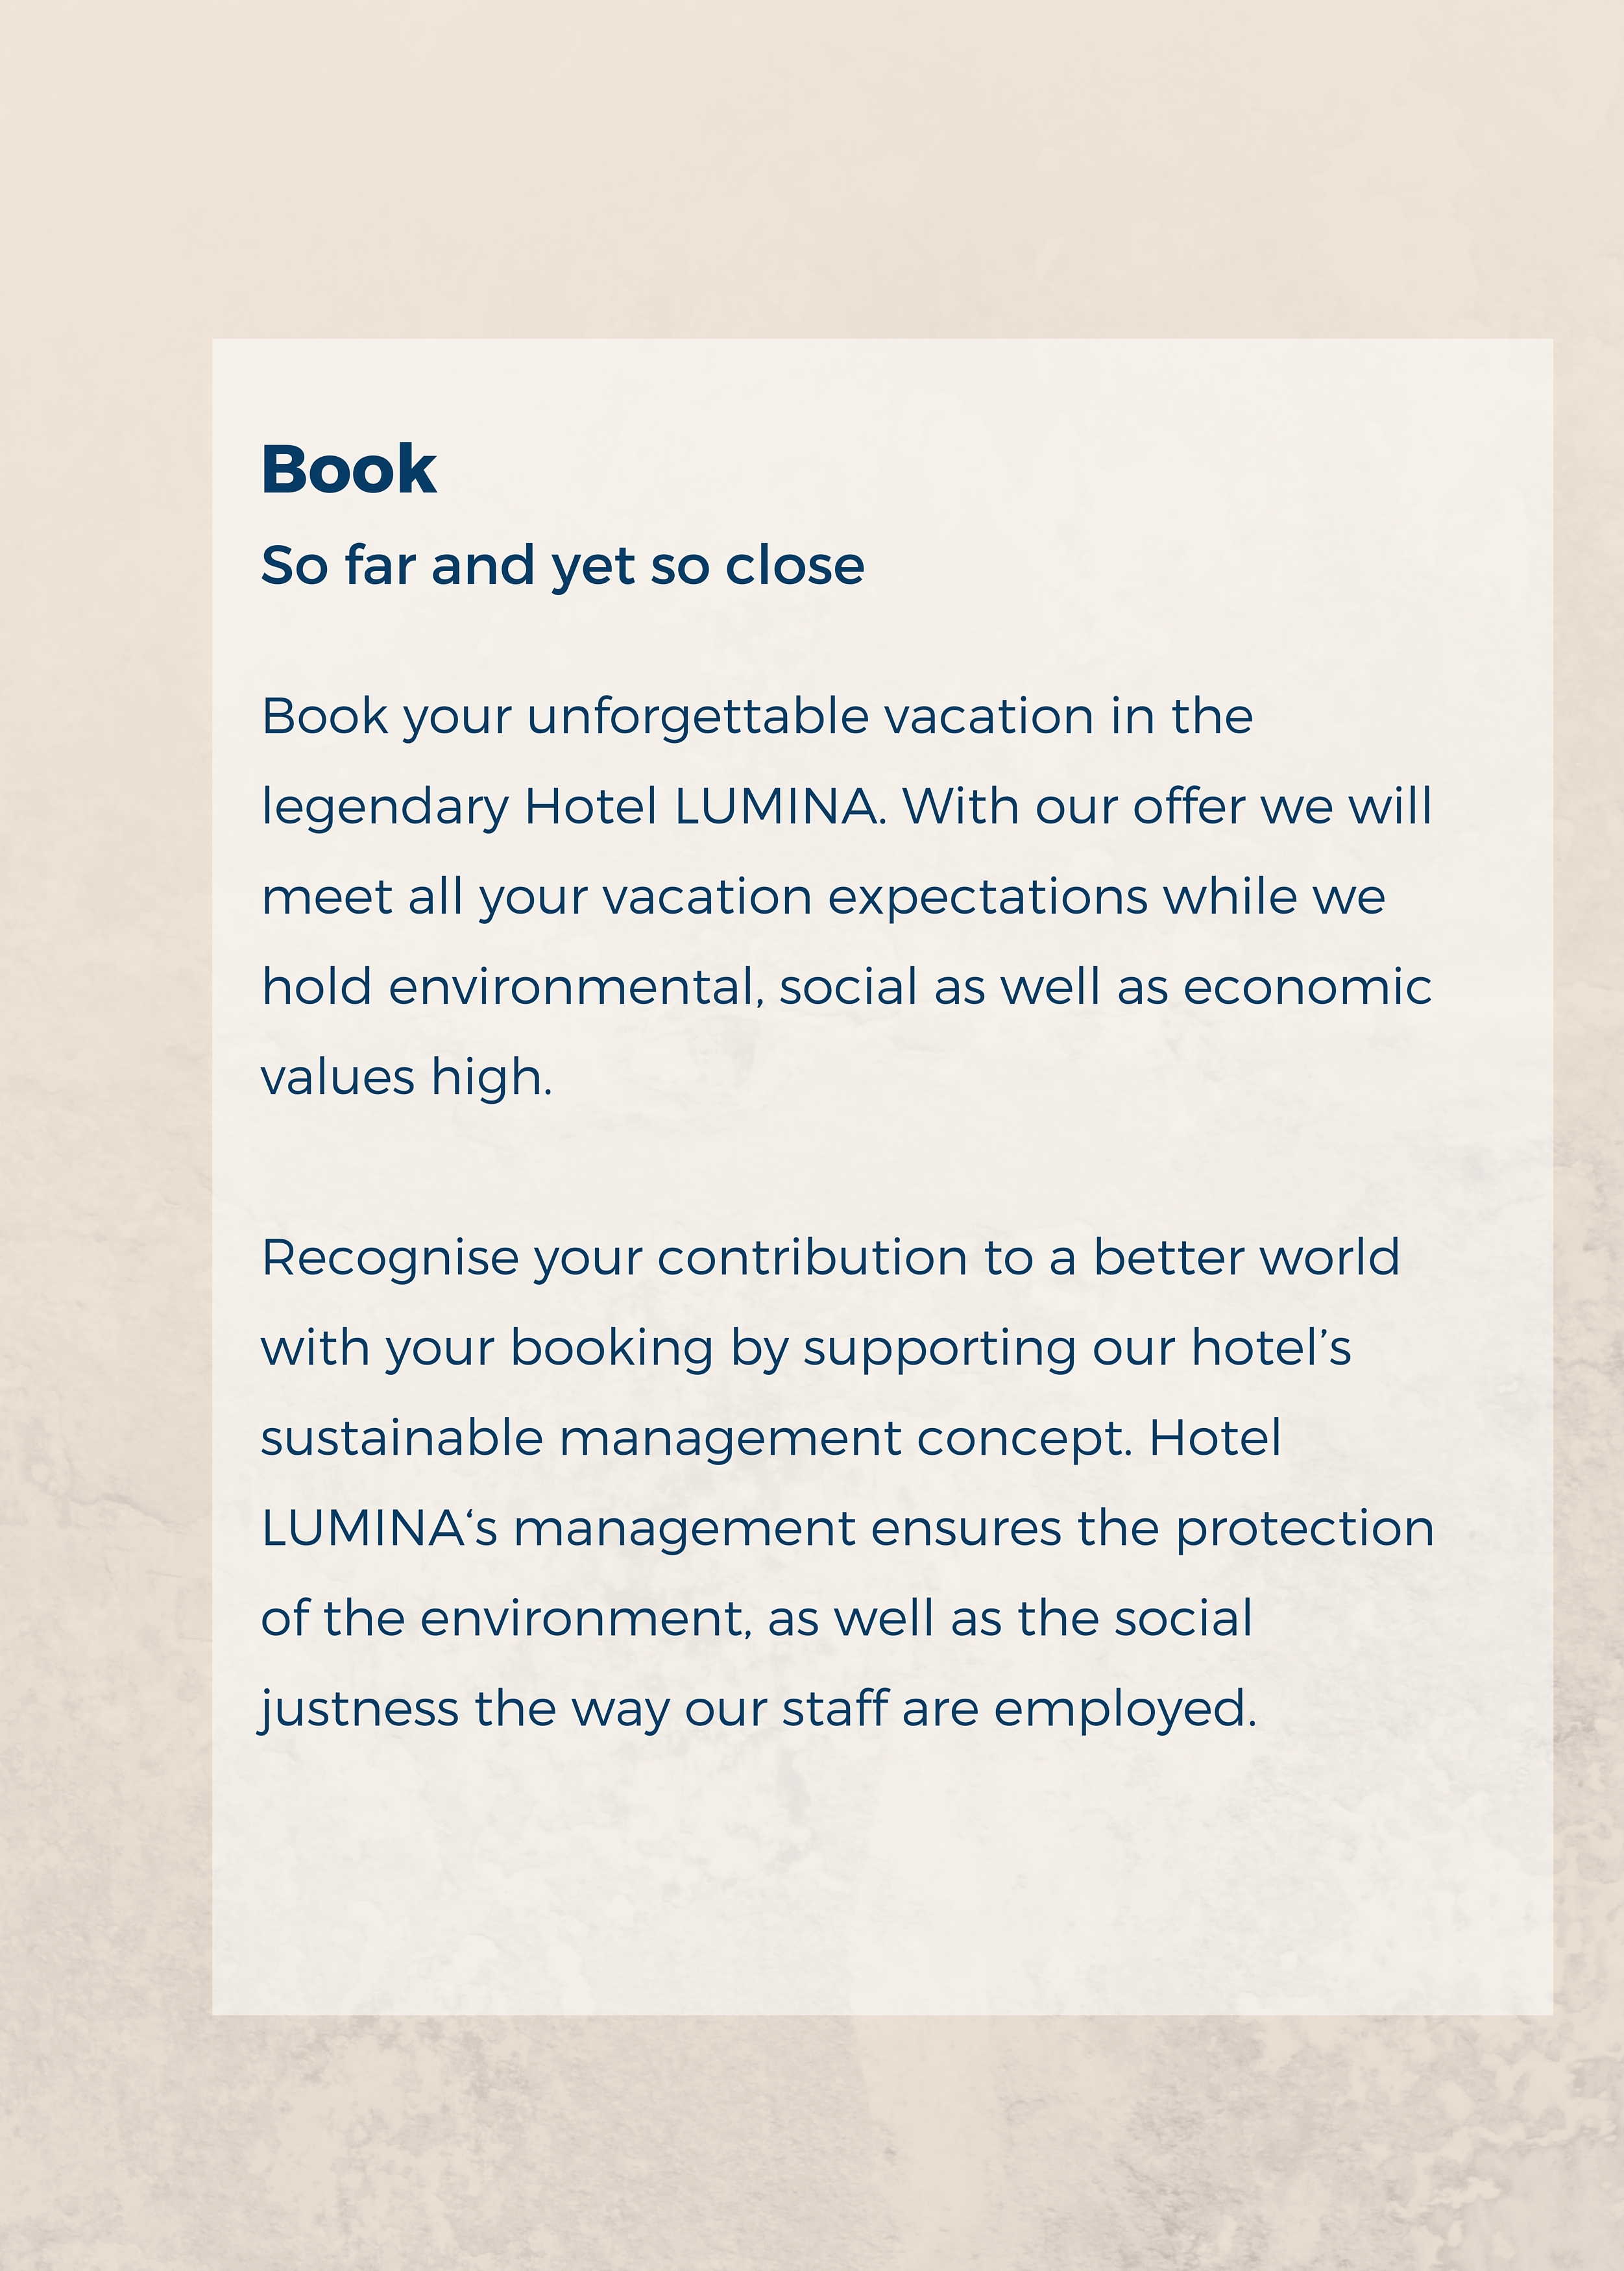 Book
So far and yet so close
Book your unforgettable vacation in the
legendary Hotel LUMINA. With our offer we will
meet all your vacation expectations while we
hold environmental, social as well as economic
values high.
Recognise your contribution to a better world
with your booking by supporting our hotel’s
sustainable management concept. Hotel
LUMINA‘s management ensures the protection
of the environment, as well as the social
justness the way our staff are employed.